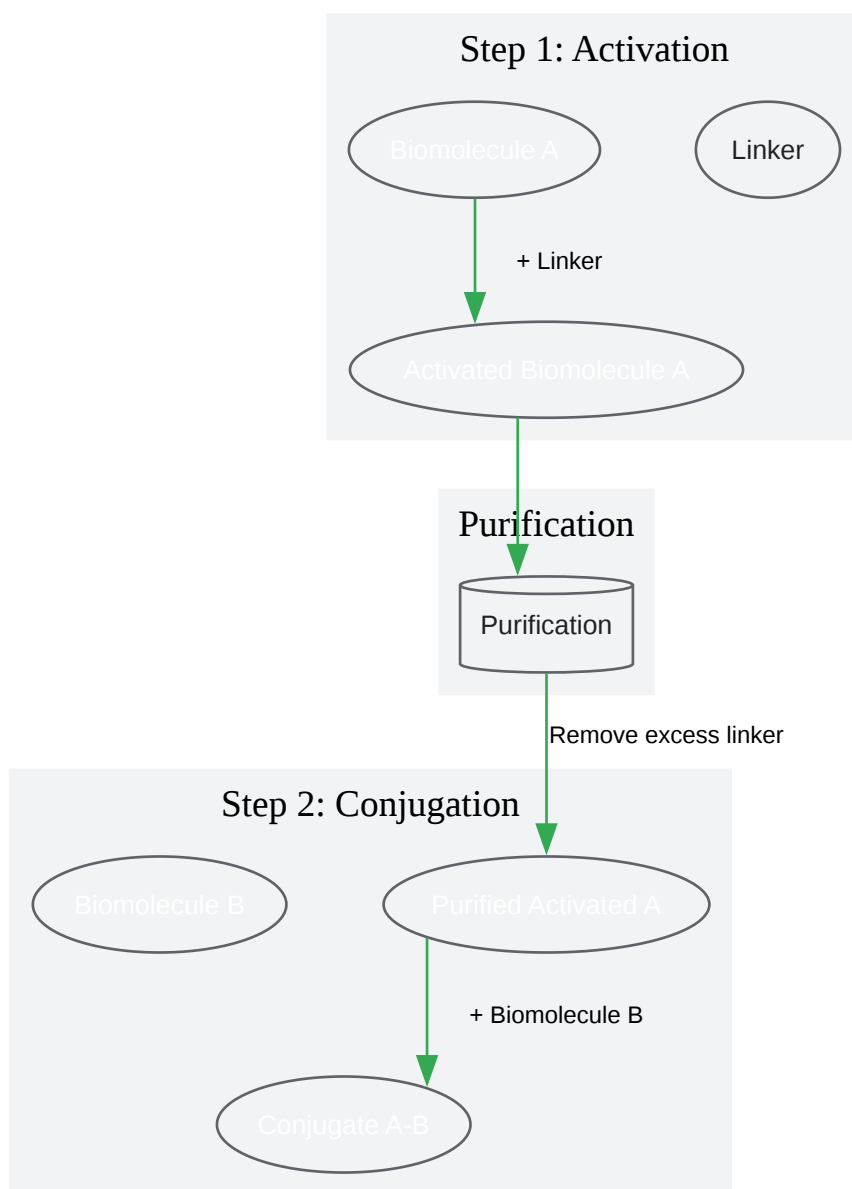 Step 1: Activation
Biomolecule A
Linker
+ Linker
Activated Biomolecule A
Purification
Purification
Remove excess linker
Step 2: Conjugation
Biomolecule B
Purified Activated A
+ Biomolecule B
Conjugate A-B